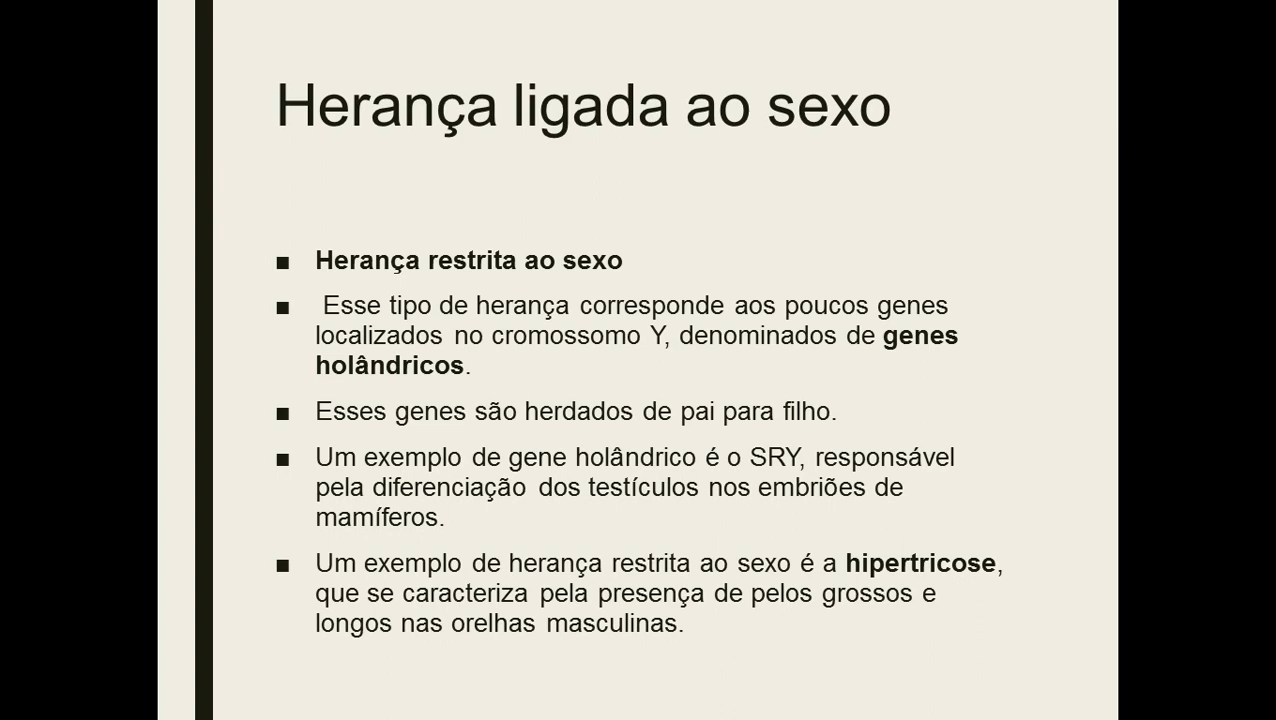 Herança ligada ao sexo
■ Herança restrita ao sexo
■ Esse tipo de herança corresponde aos poucos genes
localizados no cromossomo Y, denominados de genes
holândricos.
■ Esses genes são herdados de pai para filho.
■ Um exemplo de gene holândrico é o SRY, responsável
pela diferenciação dos testículos nos embriões de
mamíferos.
■ Um exemplo de herança restrita ao sexo é a hipertricose,
que se caracteriza pela presença de pelos grossos e
longos nas orelhas masculinas.